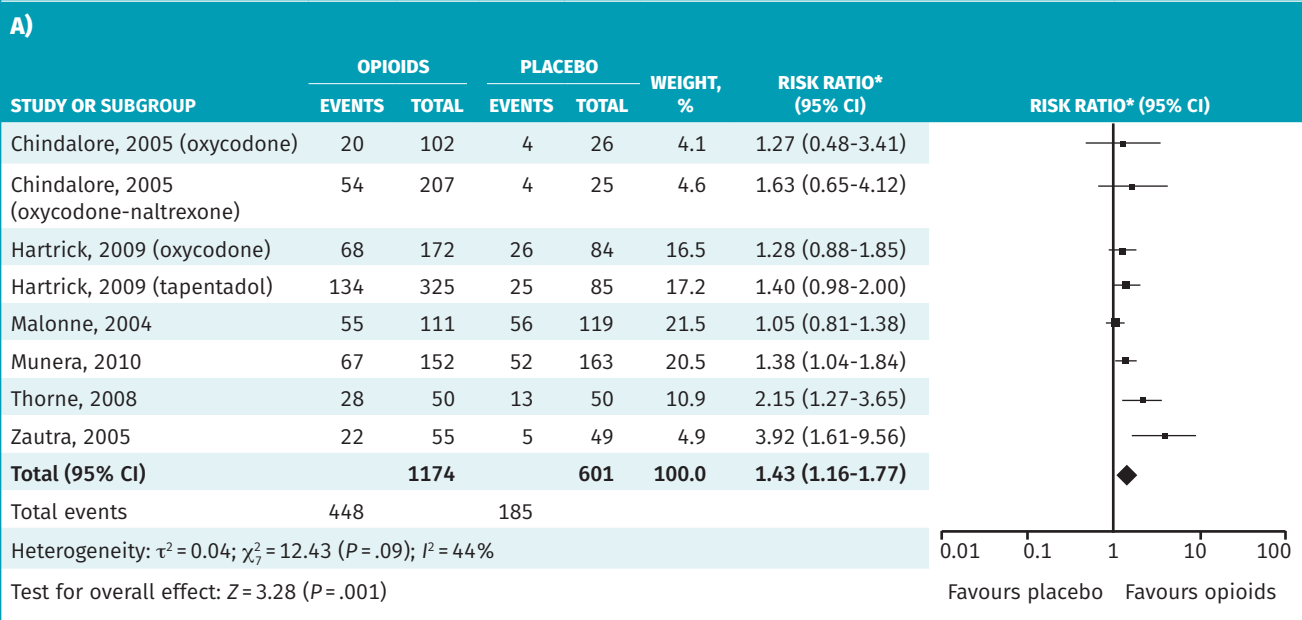 A)
OPIOIDS PLACEBO WEIGHT, RISK RATIO*
STUDY OR SUBGROUP EVENTS TOTAL EVENTS TOTAL % (95% CI) RISK RATIO* (95% CI)
Chindalore, 2005 (oxycodone) 20 102 4 26 4.1 1.27 (0.48-3.41)
Chindalore, 2005 54 207 4 25 4.6 1.63 (0.65-4.12)
(oxycodone-naltrexone)
Hartrick, 2009 (oxycodone) 68 172 26 84 16.5 1.28 (0.88-1.85)
Hartrick, 2009 (tapentadol) 134 325 25 85 17.2 1.40 (0.98-2.00)
Malonne, 2004 55 111 56 119 21.5 1.05 (0.81-1.38)
Munera, 2010 67 152 52 163 20.5 1.38 (1.04-1.84)
Thorne, 2008 28 50 13 50 10.9 2.15 (1.27-3.65)
Zautra, 2005 22 55 5 49 4.9 3.92 (1.61-9.56)
Total (95% CI) 1174 601 100.0 1.43 (1.16-1.77)
Total events 448 185
Heterogeneity: τ² = 0.04; χ²₇ = 12.43 (P = .09); I² = 44%
0.01 0.1 1 10 100
Test for overall effect: Z = 3.28 (P = .001) Favours placebo Favours opioids